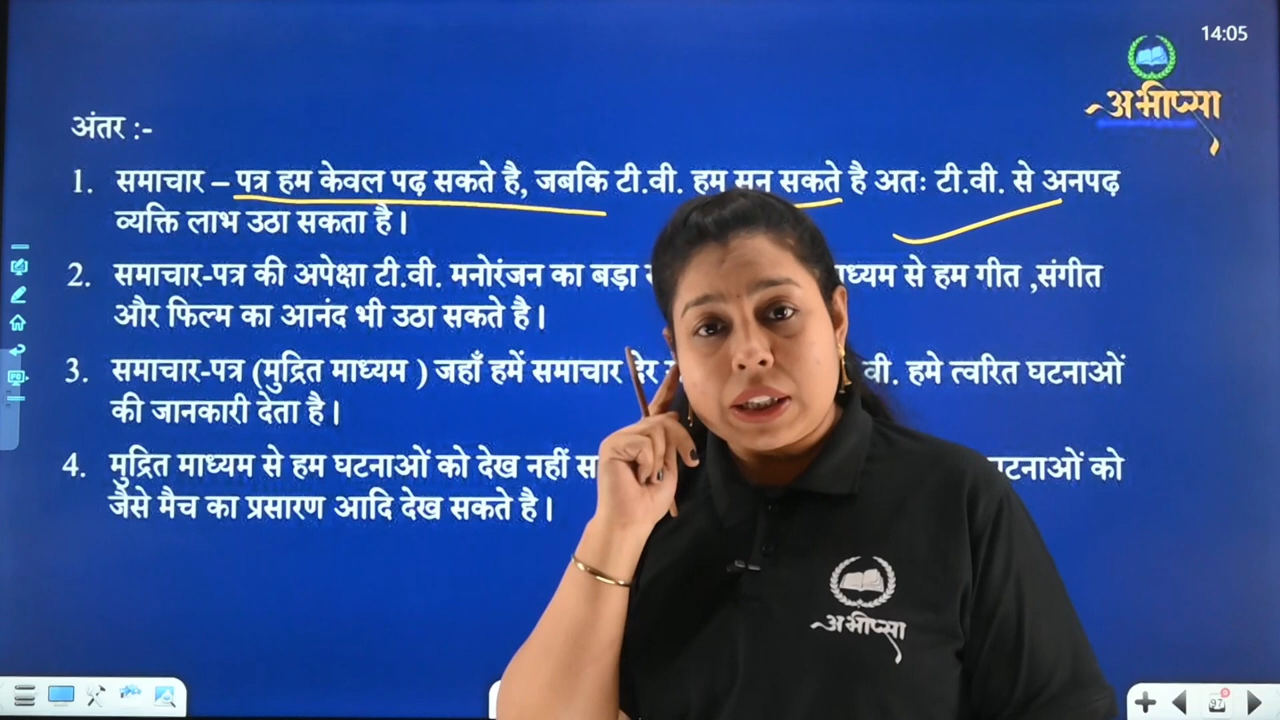 14:05
अभीप्सा
अंतर :-
1. समाचार – पत्र हम केवल पढ़ सकते है, जबकि टी.वी. हम सुन सकते है अतः टी.वी. से अनपढ़
व्यक्ति लाभ उठा सकता है।
2. समाचार-पत्र की अपेक्षा टी.वी. मनोरंजन का बड़ा से हम गीत ,संगीत
और फिल्म का आनंद भी उठा सकते है।
3. समाचार-पत्र (मुद्रित माध्यम ) जहाँ हमें समाचार हमे त्वरित घटनाओं
की जानकारी देता है।
4. मुद्रित माध्यम से हम घटनाओं को देख नहीं को
जैसे मैच का प्रसारण आदि देख सकते है।
अभीप्सा
97